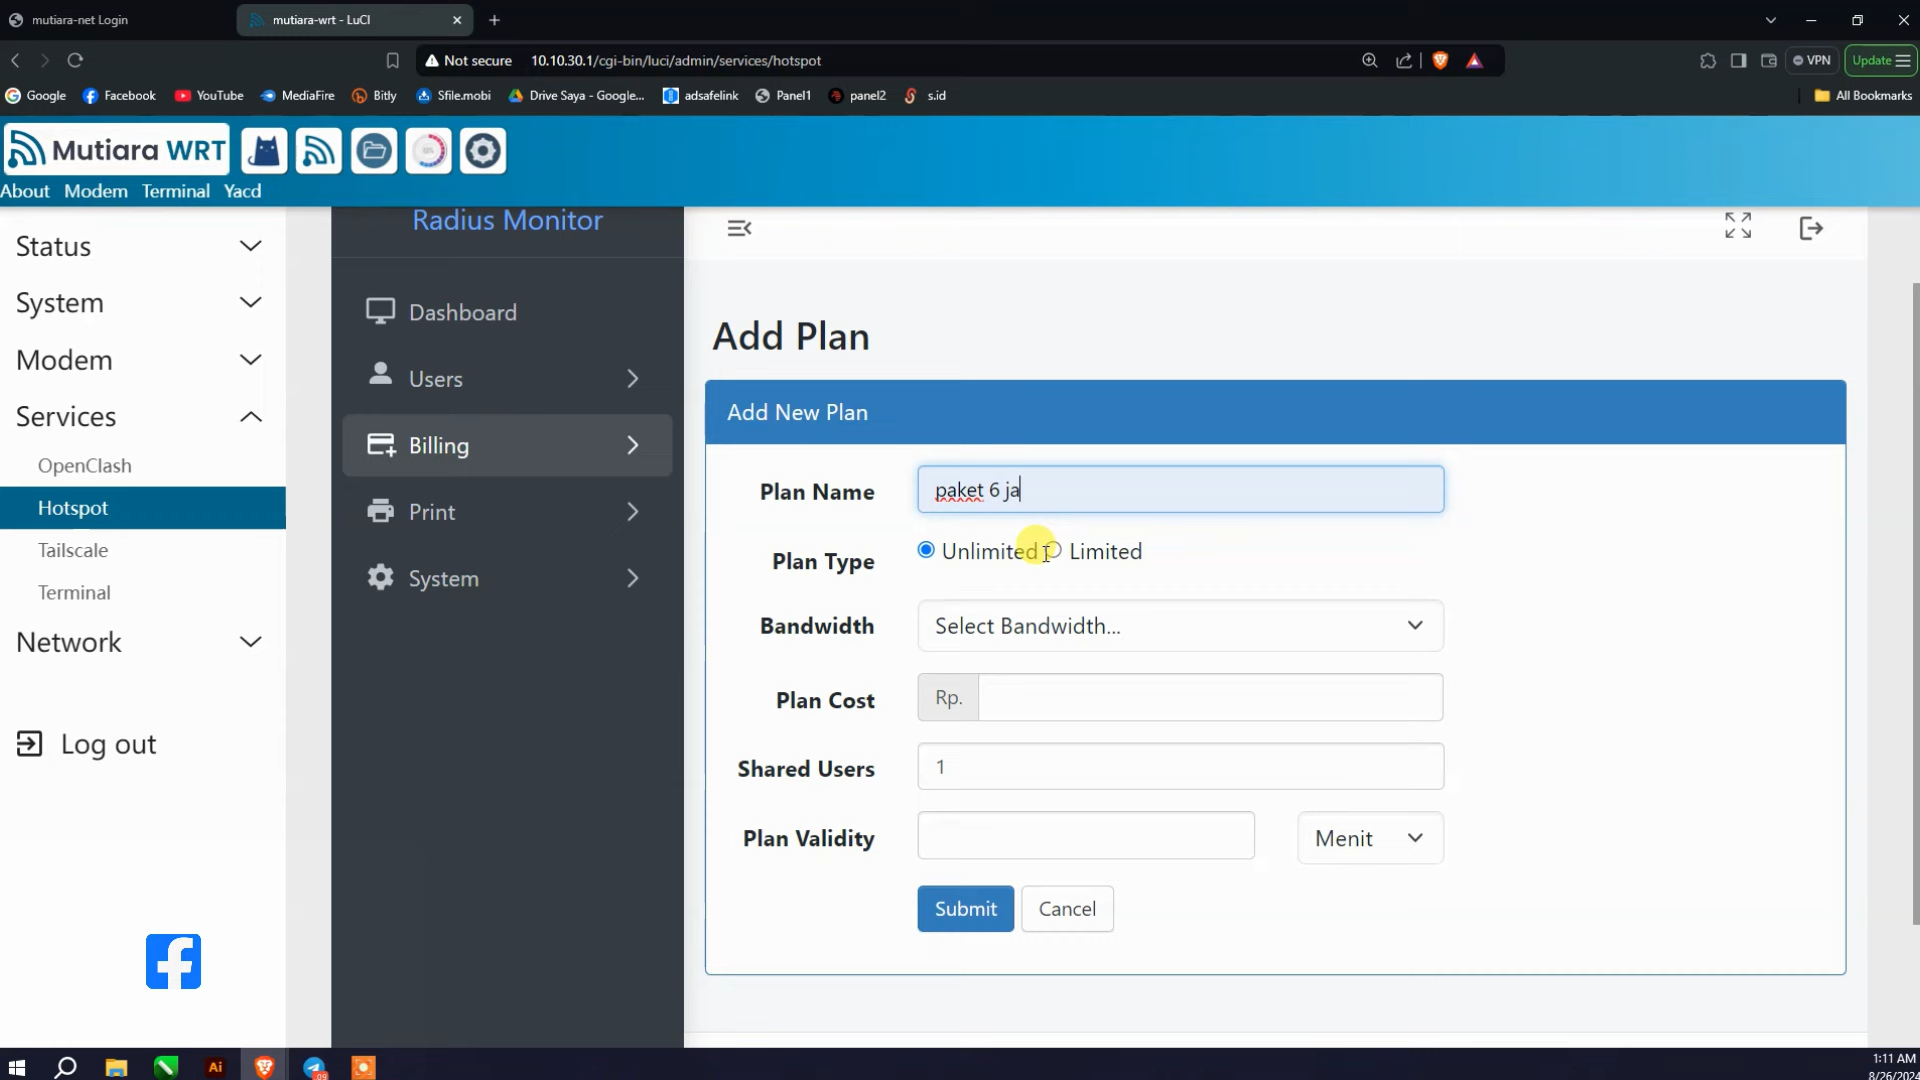 mutiara-net Login
mutiara-wrt - LuCI
Not secure
10.10.30.1/cgi-bin/luci/admin/services/hotspot
VPN
Update
Google
Facebook
YouTube
MediaFire
Bitly
Sfile.mobi
Drive Saya - Google...
adsafelink
Panel1
panel2
s.id
All Bookmarks
Mutiara WRT
About
Modem
Terminal
Yacd
Status
System
Modem
Services
OpenClash
Hotspot
Tailscale
Terminal
Network
Log out
Radius Monitor
Dashboard
Users
Billing
Print
System
Add Plan
Add New Plan
Plan Name
paket 6 ja
Plan Type
Unlimited
Limited
Bandwidth
Select Bandwidth...
Plan Cost
Rp.
Shared Users
1
Plan Validity
Menit
Submit
Cancel
Ai
1:11 AM
8/26/2024